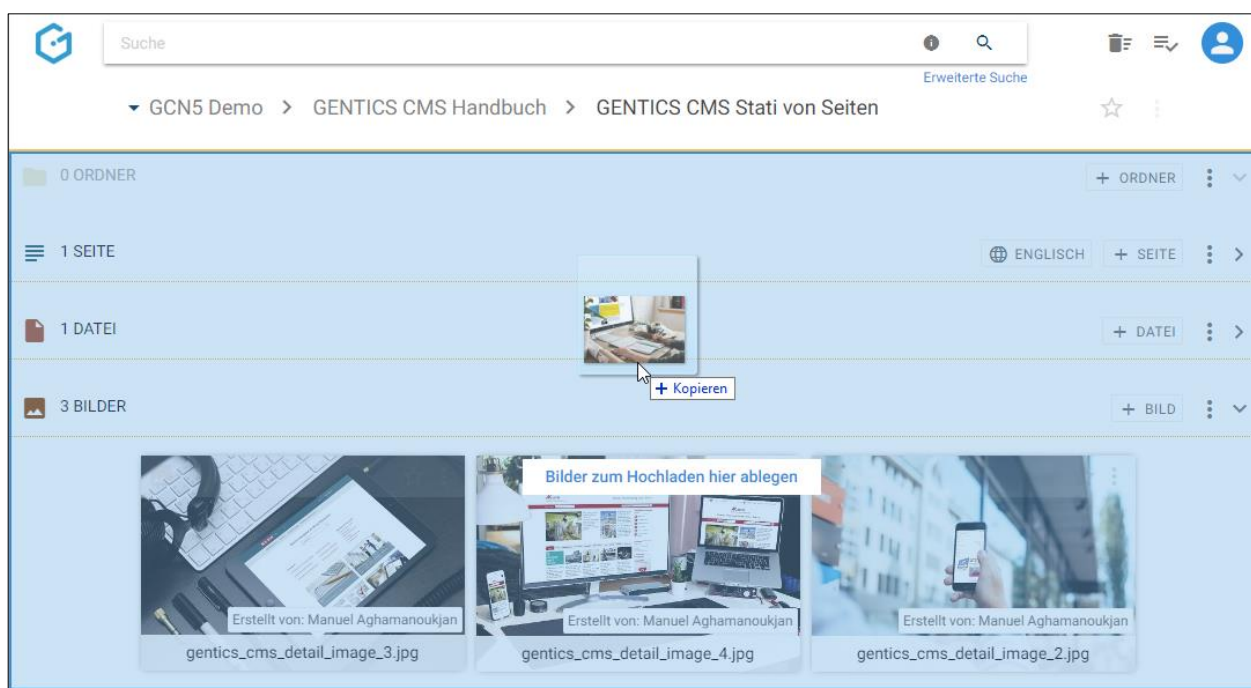 Suche
Erweiterte Suche
GCN5 Demo > GENTICS CMS Handbuch > GENTICS CMS Stati von Seiten
0 ORDNER
+ ORDNER
1 SEITE
ENGLISCH
+ SEITE
1 DATEI
+ DATEI
+ Kopieren
3 BILDER
+ BILD
Bilder zum Hochladen hier ablegen
Erstellt von: Manuel Aghamanoukjan
Erstellt von: Manuel Aghamanoukjan
Erstellt von: Manuel Aghamanoukjan
gentics_cms_detail_image_3.jpg
gentics_cms_detail_image_4.jpg
gentics_cms_detail_image_2.jpg